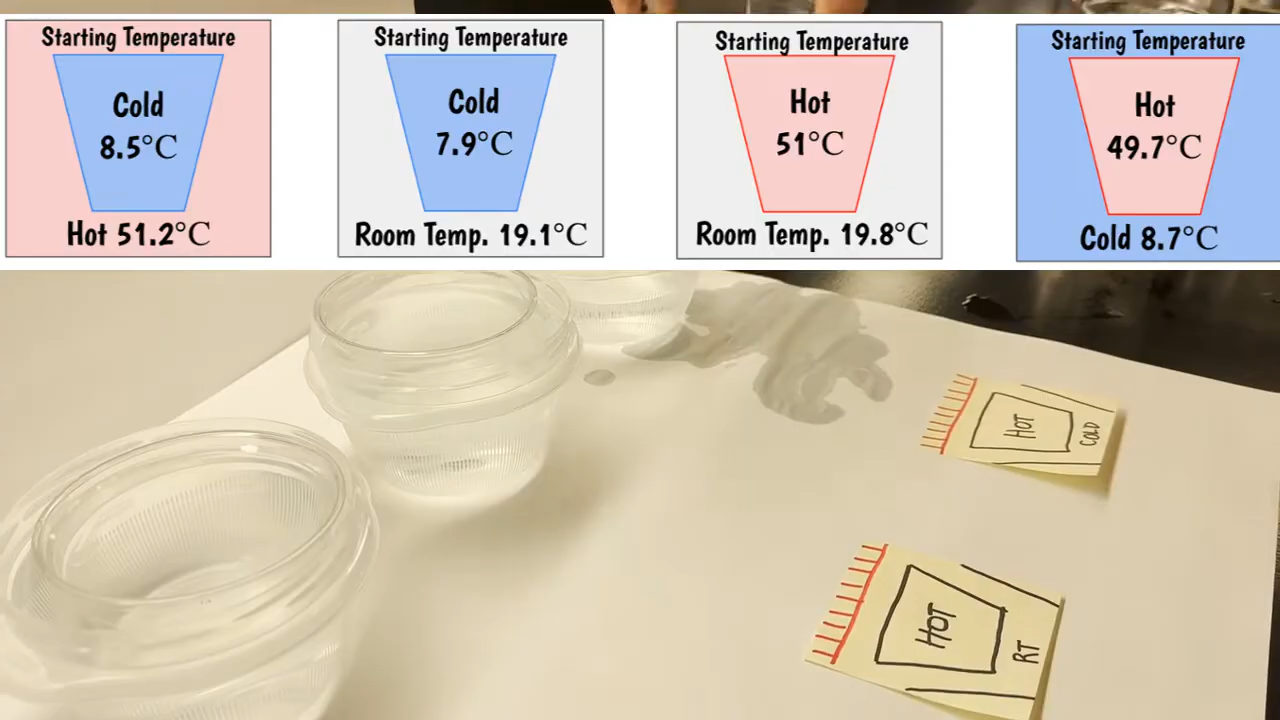 Starting Temperature
Cold
8.5°C
Hot 51.2°C
Starting Temperature
Cold
7.9°C
Room Temp. 19.1°C
Starting Temperature
Hot
51°C
Room Temp. 19.8°C
Starting Temperature
Hot
49.7°C
Cold 8.7°C
HOT
COLD
HOT
RT